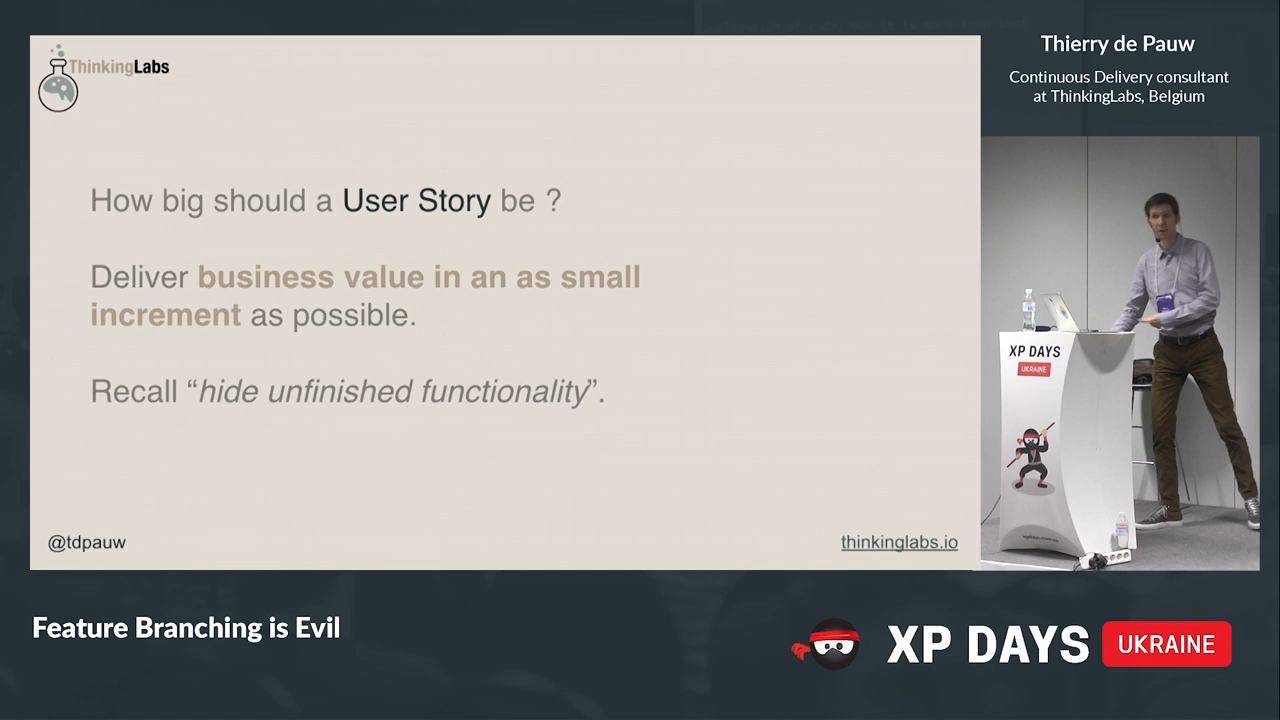 ThinkingLabs
How big should a User Story be ?
Deliver business value in an as small
increment as possible.
Recall “hide unfinished functionality”.
@tdpauw
thinkinglabs.io
Thierry de Pauw
Continuous Delivery consultant
at ThinkingLabs, Belgium
XP DAYS
UKRAINE
Feature Branching is Evil
XP DAYS
UKRAINE